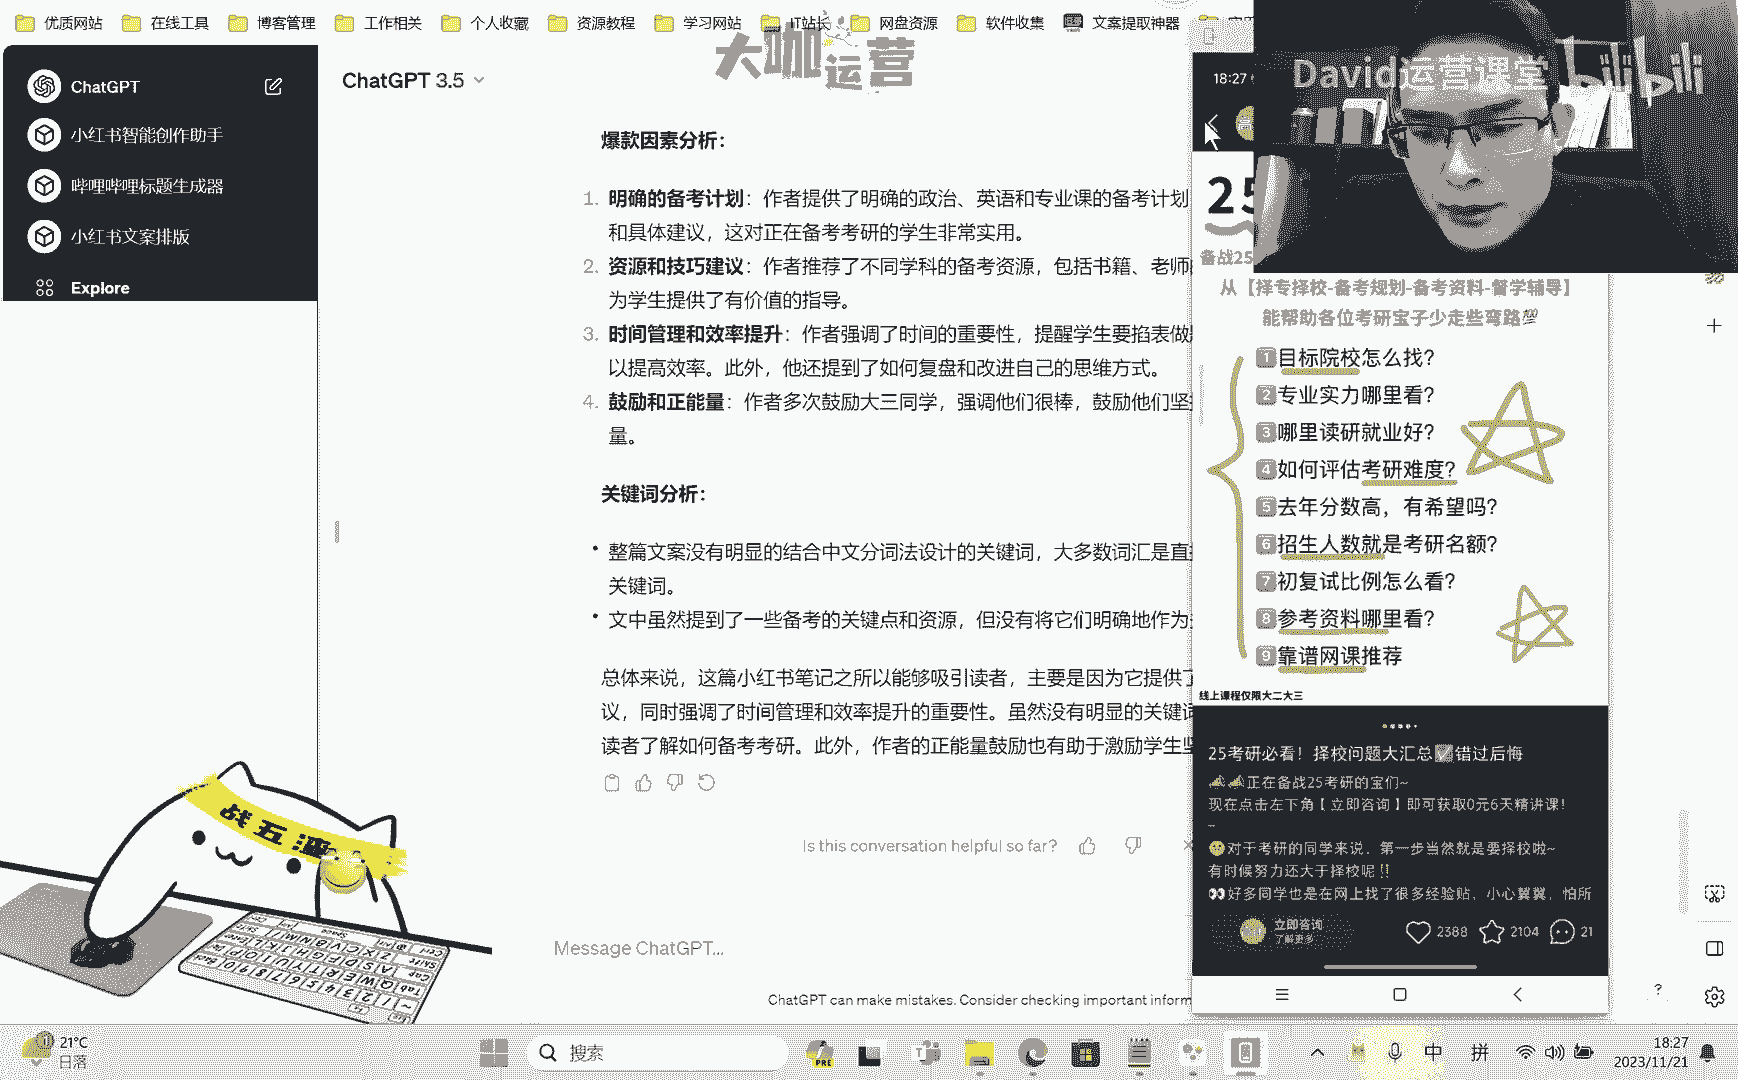 优质网站
在线工具
博客管理
工作相关
个人收藏
资源教程
学习网站
IT站长
网盘资源
软件收集
文案提取神器
大咖运营
David运营课堂
bilibili
ChatGPT
小红书智能创作助手
哔哩哔哩标题生成器
小红书文案排版
Explore
ChatGPT 3.5
爆款因素分析：
1. 明确的备考计划：作者提供了明确的政治、英语和专业课的备考计划
和具体建议，这对正在备考考研的学生非常实用。
2. 资源和技巧建议：作者推荐了不同学科的备考资源，包括书籍、老师
为学生提供了有价值的指导。
3. 时间管理和效率提升：作者强调了时间的重要性，提醒学生要掐表做
以提高效率。此外，他还提到了如何复盘和改进自己的思维方式。
4. 鼓励和正能量：作者多次鼓励大三同学，强调他们很棒，鼓励他们坚
量。
关键词分析：
• 整篇文案没有明显的结合中文分词法设计的关键词，大多数词汇是直
关键词。
• 文中虽然提到了一些备考的关键点和资源，但没有将它们明确地作为
总体来说，这篇小红书笔记之所以能够吸引读者，主要是因为它提供了
议，同时强调了时间管理和效率提升的重要性。虽然没有明显的关键词
读者了解如何备考考研。此外，作者的正能量鼓励也有助于激励学生坚
Is this conversation helpful so far?
Message ChatGPT...
ChatGPT can make mistakes. Consider checking important inform
18:27
25
备战25
从【择专择校-备考规划-备考资料-督学辅导】
能帮助各位考研宝子少走些弯路💯
1 目标院校怎么找？
2 专业实力哪里看？
3 哪里读研就业好？
4 如何评估考研难度？
5 去年分数高，有希望吗？
6 招生人数就是考研名额？
7 初复试比例怎么看？
8 参考资料哪里看？
9 靠谱网课推荐
线上课程仅限大二大三
25考研必看！择校问题大汇总✅错过后悔
📣📣正在备战25考研的宝们~
现在点击左下角【立即咨询】即可获取0元6天精讲课！
~
对于考研的同学来说，第一步当然就是要择校啦~
有时候努力还大于择校呢‼
👀好多同学也是在网上找了很多经验贴，小心翼翼，怕所
立即咨询
了解更多
2388
2104
21
战五渣
21°C
日落
搜索
PRE
中
拼
18:27
2023/11/21